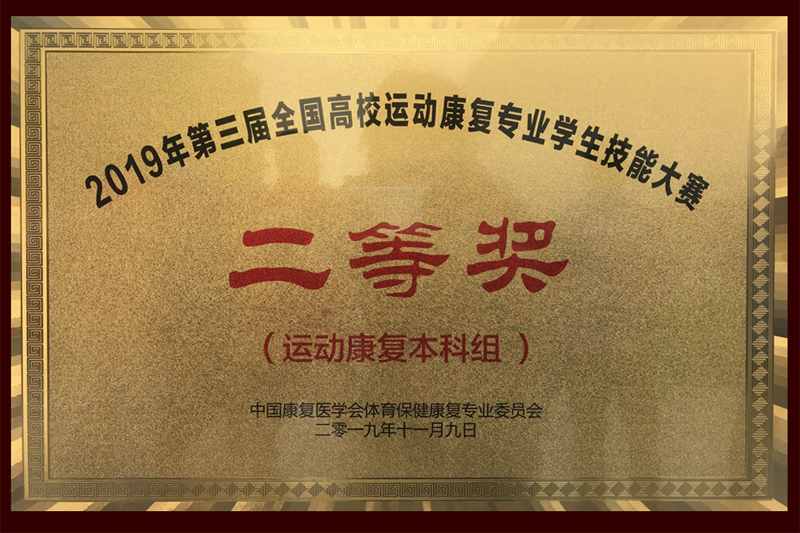 2019年第三届全国高校运动康复专业学生技能大赛
二等奖
（运动康复本科组）
中国康复医学会体育保健康复专业委员会
二零一九年十一月九日